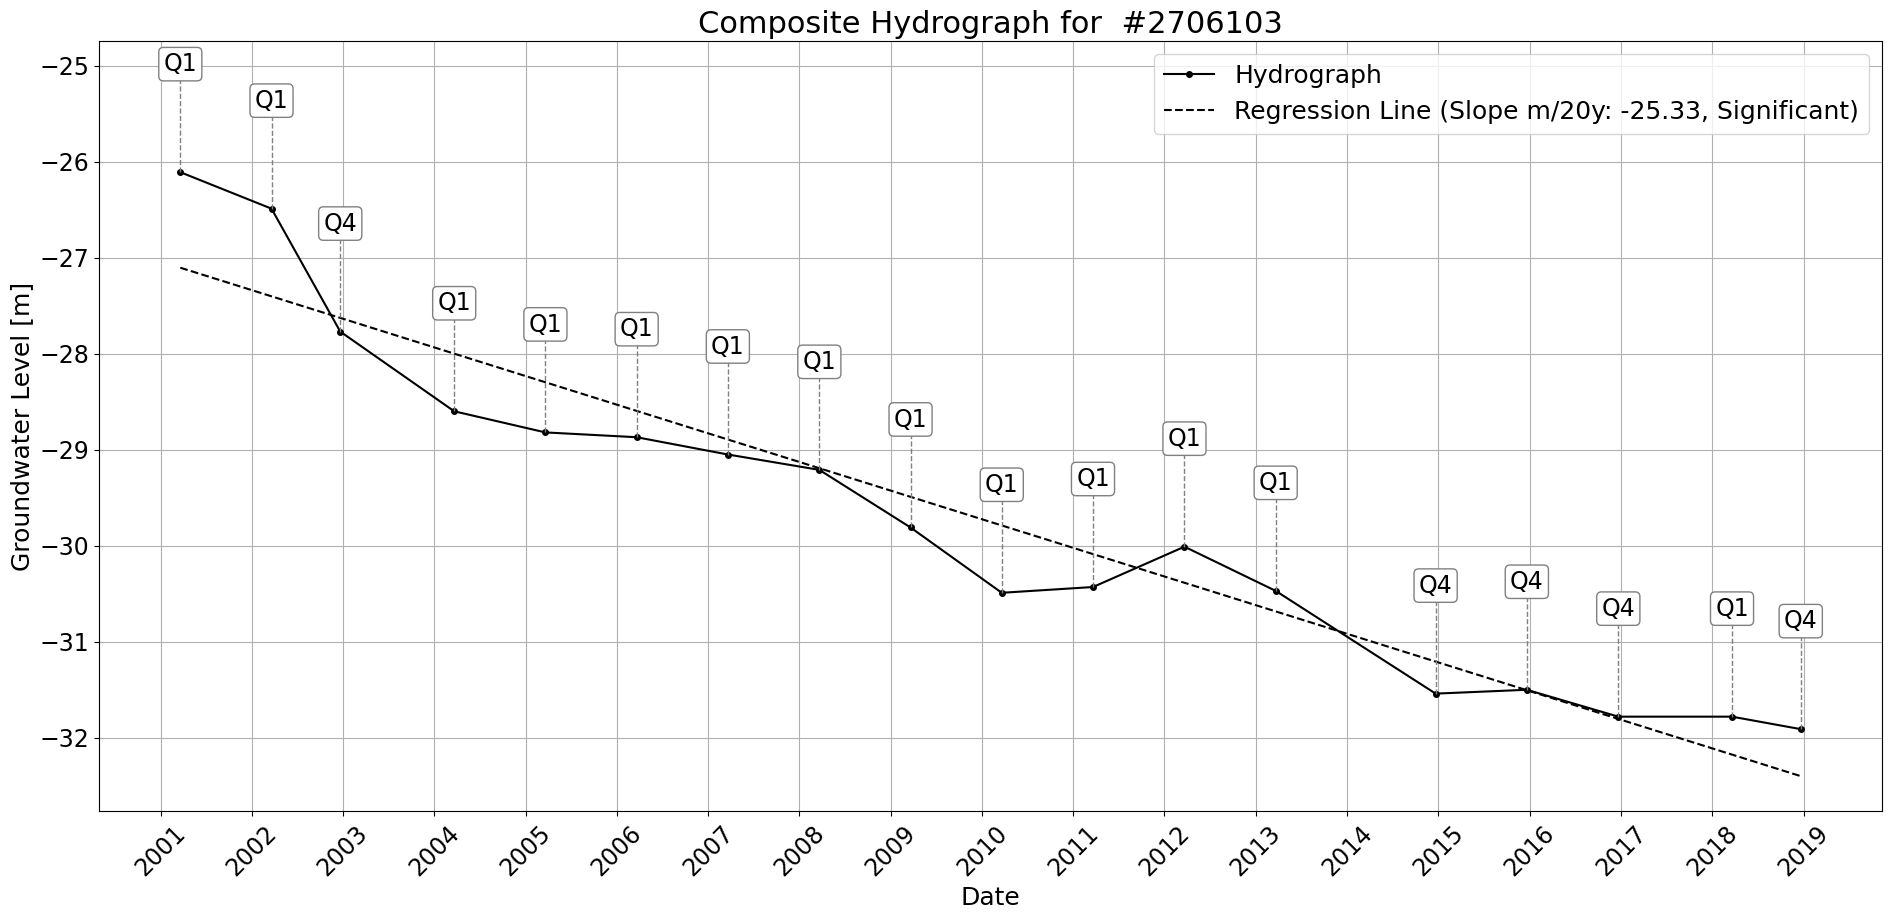 Composite Hydrograph for  #2706103
Hydrograph
Regression Line (Slope m/20y: -25.33, Significant)
Groundwater Level [m]
−25
−26
−27
−28
−29
−30
−31
−32
Q1
Q1
Q4
Q1
Q1
Q1
Q1
Q1
Q1
Q1
Q1
Q1
Q1
Q4
Q4
Q4
Q1
Q4
2001
2002
2003
2004
2005
2006
2007
2008
2009
2010
2011
2012
2013
2014
2015
2016
2017
2018
2019
Date